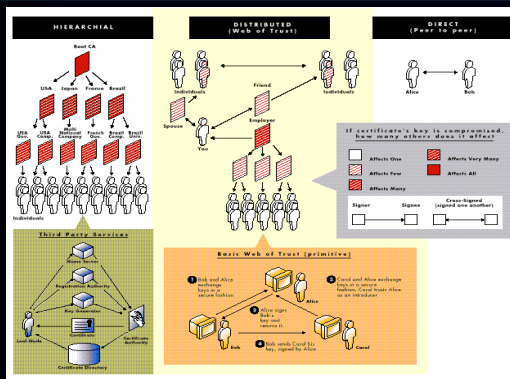 HIERARCHIAL
Root CA
USA Japan France Brazil
USA Gov. USA Comp. Multi National Company French Gov. Brazil Comp. Brazil Univ.
Individuals
Third Party Services
Name Server
Registration Authority
Key Generator
Certificate
Certificate Authority
Leaf Node
Certificate Directory
DISTRIBUTED
(Web of Trust)
Individuals
Individuals
Friend
Spouse
Employer
You
Basic Web of Trust (primitive)
1 Bob and Alice
exchange
keys in a
secure fashion
Carol and Alice exchange
keys in a secure
fashion, Carol trusts Alice
as an introducer
Alice
Alice signs
Bob's
key and
returns it
4 Bob sends Carol his
key, signed by Alice
Bob
Carol
DIRECT
(Peer to peer)
Alice
Bob
If certificate's key is compromised,
how many others does it affect
Affects One
Affects Very Many
Affects Few
Affects All
Affects Many
Signer
Signee
Cross-Signed
(signed one another)